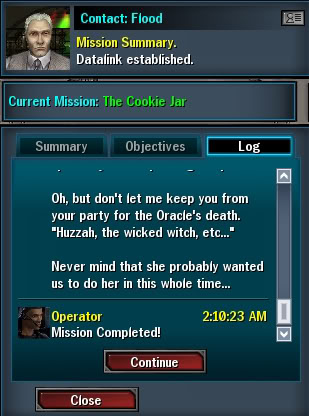 Contact: Flood
Mission Summary.
Datalink established.
Current Mission: The Cookie Jar
Summary
Objectives
Log
Oh, but don't let me keep you from
your party for the Oracle's death.
"Huzzah, the wicked witch, etc..."
Never mind that she probably wanted
us to do her in this whole time...
Operator
2:10:23 AM
Mission Completed!
Continue
Close